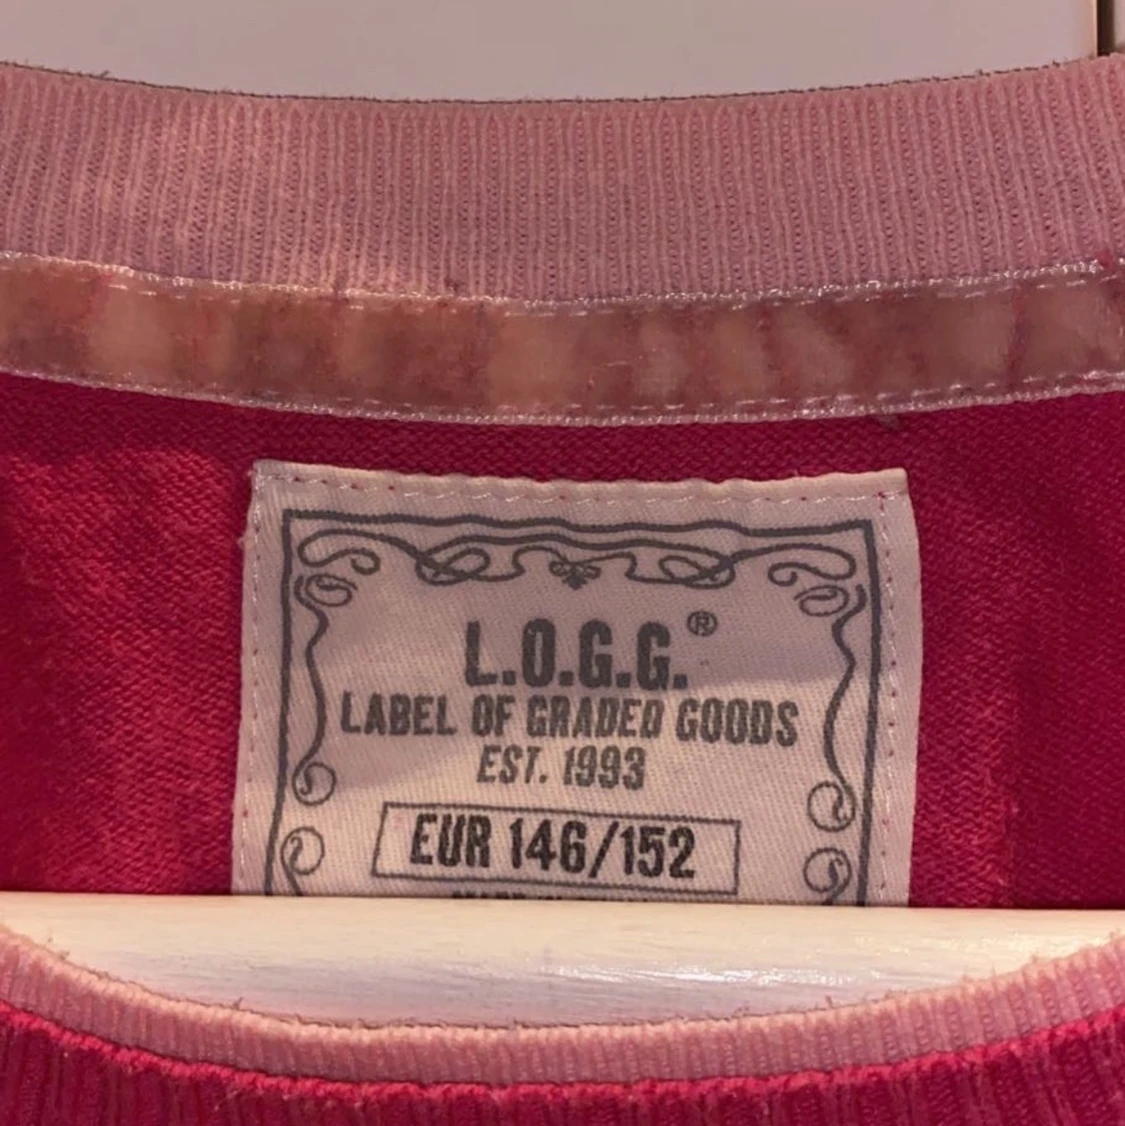 L.O.G.G.®
LABEL OF GRADED GOODS
EST. 1993
EUR 146/152